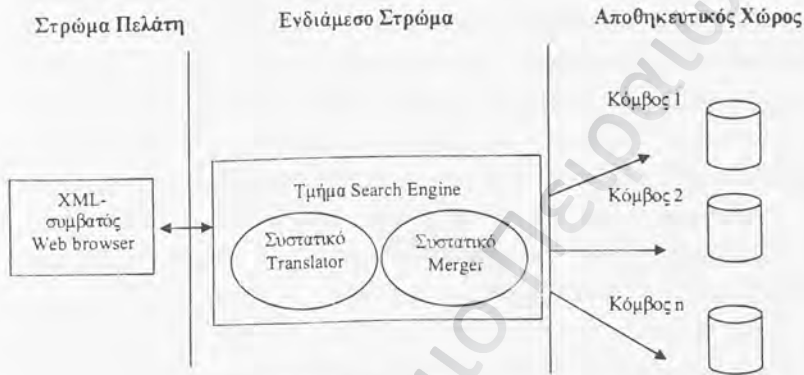 Στρώμα Πελάτη
Ενδιάμεσο Στρώμα
Αποθηκευτικός Χώρος
XML-
συμβατός
Web browser
Τμήμα Search Engine
Συστατικό
Translator
Συστατικό
Merger
Κόμβος 1
Κόμβος 2
Κόμβος n